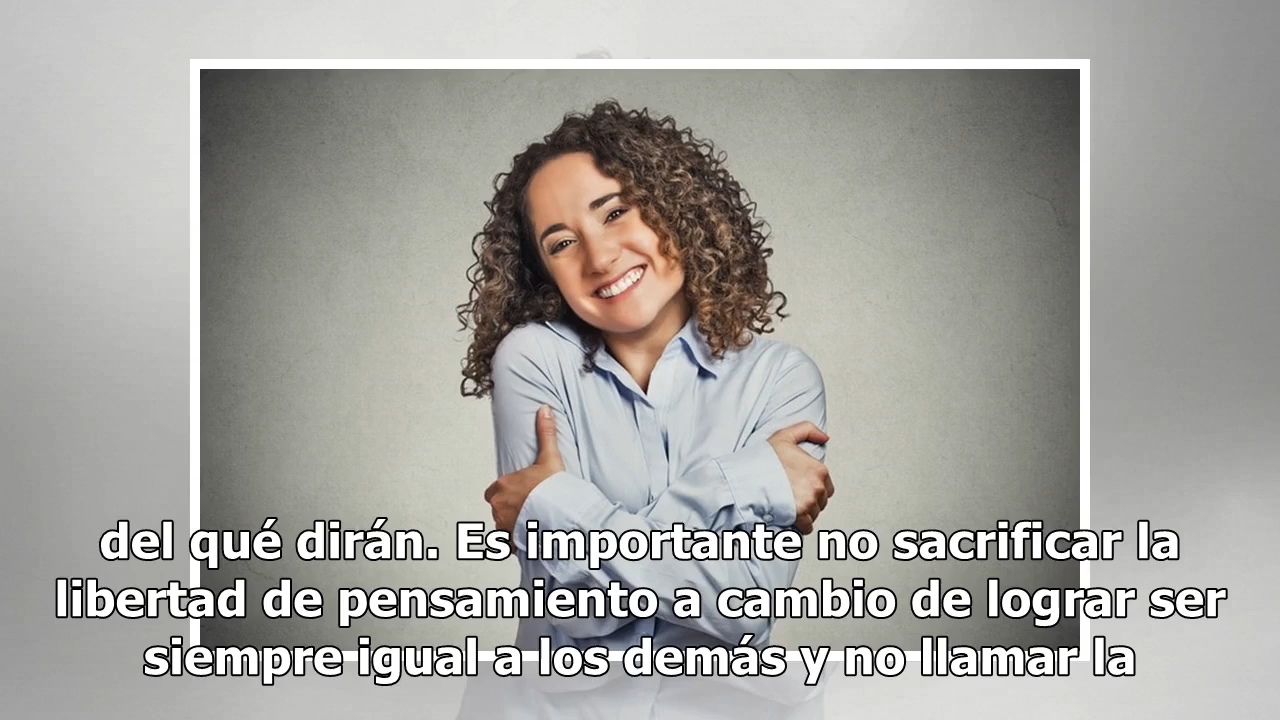 del qué dirán. Es importante no sacrificar la
libertad de pensamiento a cambio de lograr ser
siempre igual a los demás y no llamar la